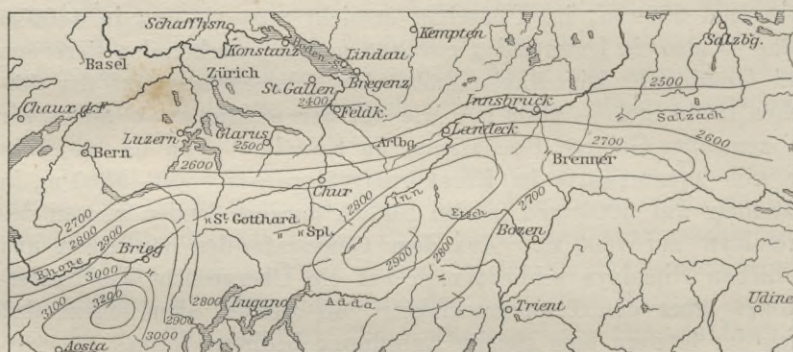 Schaffhsn.
Kempten
Salzbg.
Konstanz
Boden-S.
Lindau
Basel
Zürich
Bregenz
St. Gallen
2400
2500
Chaux d. F.
Feldk.
Innsbruck
Salzach
Luzern
Glarus
2500
Arlbg.
Landeck
2700
2600
Bern
2600
Brenner
Chur
2800
Inn
2700
2700
2800
2900
St. Gotthard
Spl.
Etsch
Bozen
Brieg
2900
2800
Rhone
3000
2800
Adda
3100
3200
Lugano
Trient
Udine
2900
3000
Aosta